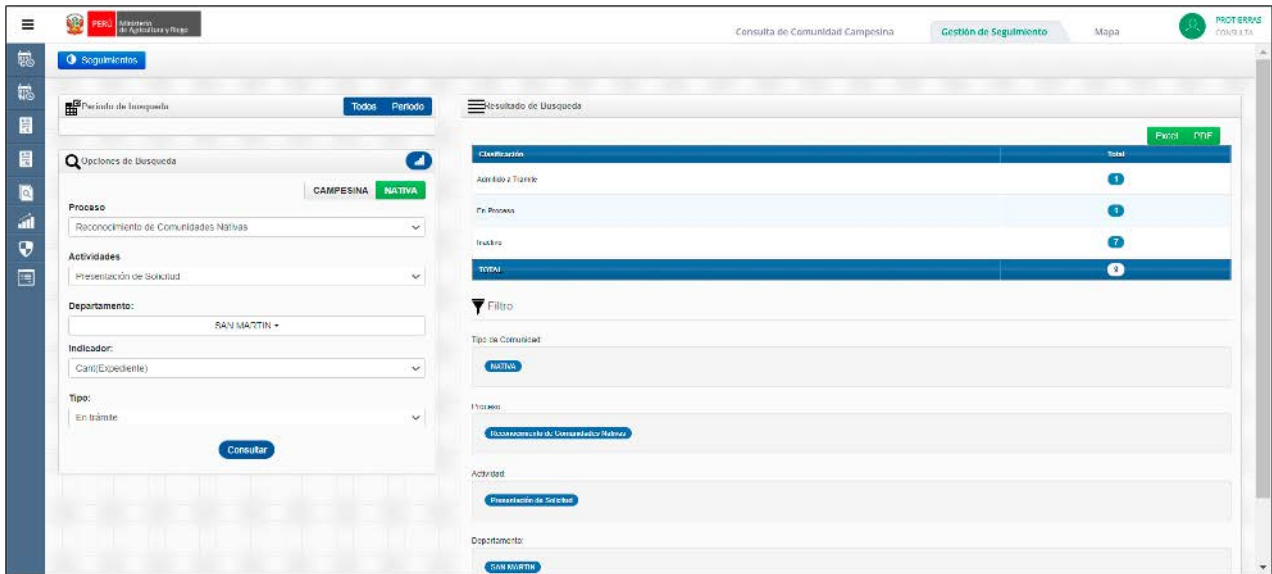 PERÚ
Ministerio
de Agricultura y Riego
Consulta de Comunidad Campesina
Gestión de Seguimiento
Mapa
PROTIERRAS
CONSULTA
Seguimientos
Periodo de busqueda
Todos
Periodo
Resultado de Busqueda
Excel
PDF
Opciones de Busqueda
CAMPESINA
NATIVA
Proceso
Reconocimiento de Comunidades Nativas
Actividades
Presentación de Solicitud
Departamento:
SAN MARTIN
Indicador:
Cant(Expediente)
Tipo:
En trámite
Consultar
Clasificación
Total
Admitido a Tramite
1
En Proceso
1
Inactivo
7
TOTAL
9
Filtro
Tipo de Comunidad:
NATIVA
Proceso:
Reconocimiento de Comunidades Nativas
Actividad:
Presentación de Solicitud
Departamento:
SAN MARTIN